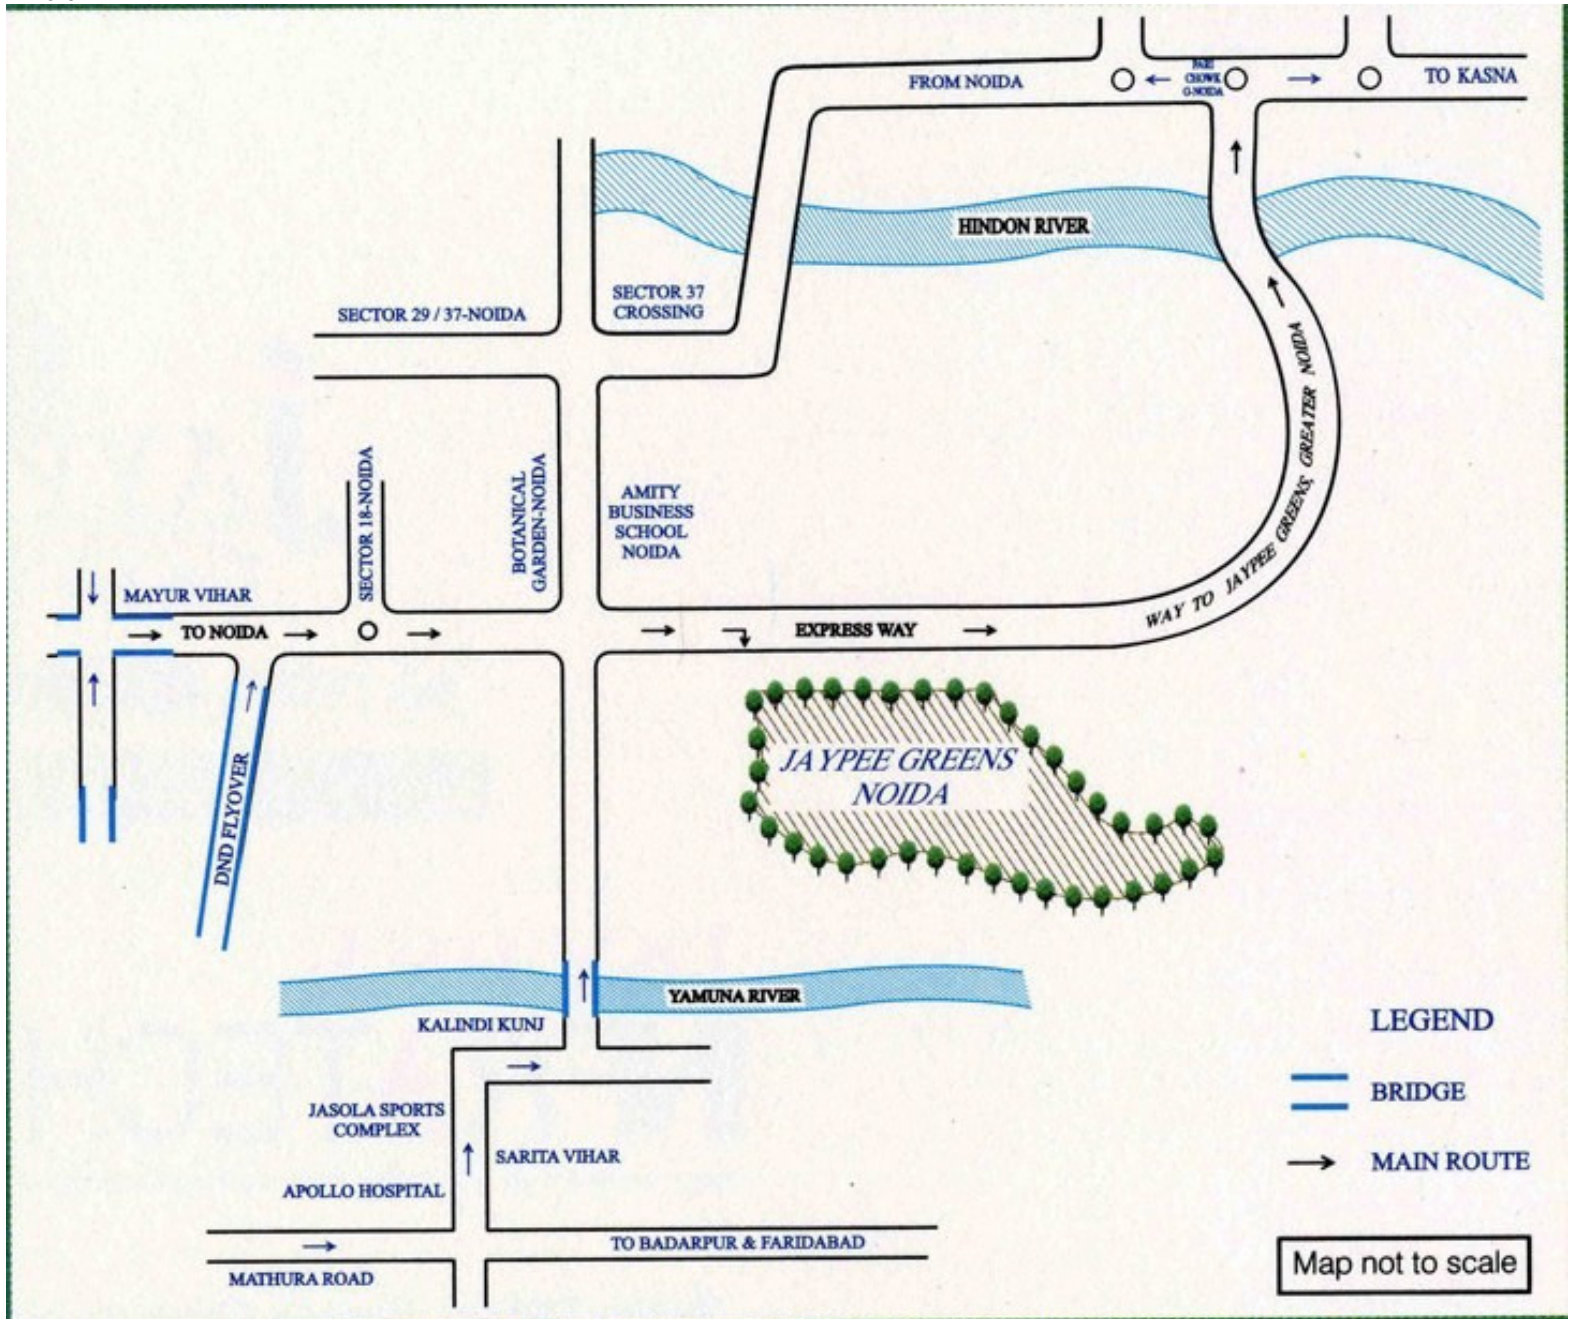 FROM NOIDA
PARI
CHOWK
G-NOIDA
TO KASNA
HINDON RIVER
SECTOR 37
CROSSING
SECTOR 29 / 37-NOIDA
WAY TO JAYPEE GREENS, GREATER NOIDA
SECTOR 18-NOIDA
BOTANICAL
GARDEN-NOIDA
AMITY
BUSINESS
SCHOOL
NOIDA
MAYUR VIHAR
TO NOIDA
EXPRESS WAY
DND FLYOVER
JAYPEE GREENS
NOIDA
YAMUNA RIVER
KALINDI KUNJ
JASOLA SPORTS
COMPLEX
SARITA VIHAR
APOLLO HOSPITAL
TO BADARPUR & FARIDABAD
MATHURA ROAD
LEGEND
BRIDGE
MAIN ROUTE
Map not to scale